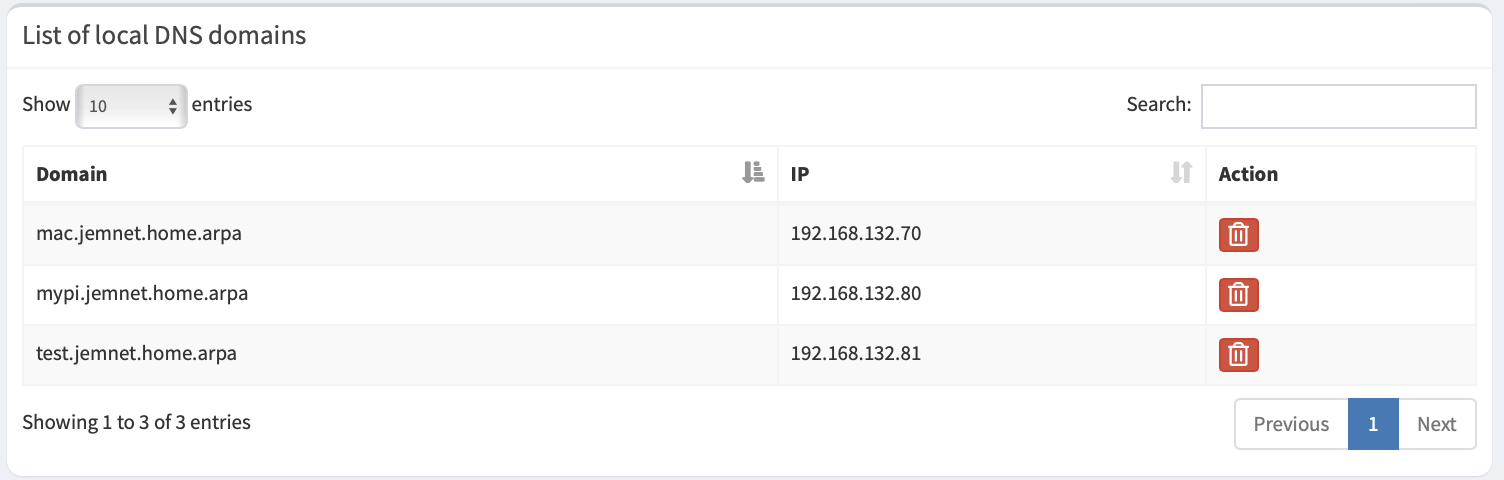 List of local DNS domains
Show 10 entries Search:
Domain IP Action
mac.jemnet.home.arpa 192.168.132.70
mypi.jemnet.home.arpa 192.168.132.80
test.jemnet.home.arpa 192.168.132.81
Showing 1 to 3 of 3 entries Previous 1 Next